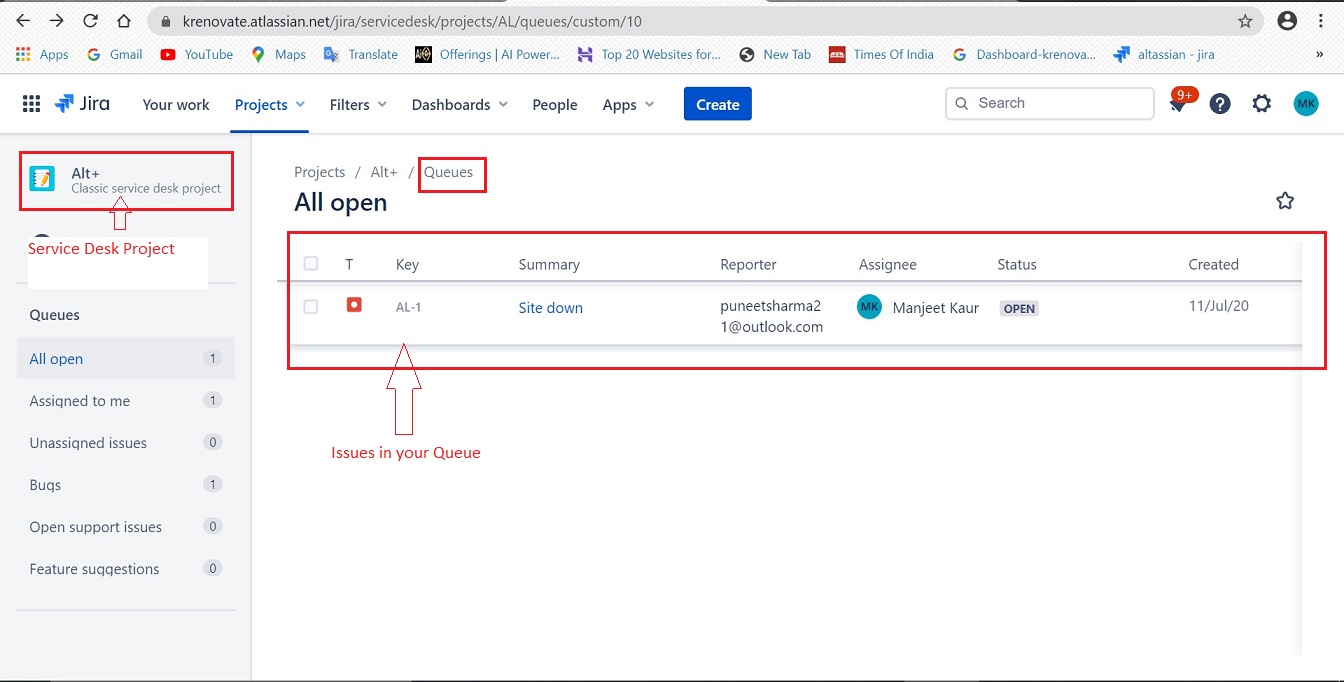 krenovate.atlassian.net/jira/servicedesk/projects/AL/queues/custom/10
Apps Gmail YouTube Maps Translate Offerings | AI Power... Top 20 Websites for... New Tab Times Of India Dashboard-krenova... altassian - jira »
Jira Your work Projects Filters Dashboards People Apps Create Search 9+ ? MK
Alt+
Classic service desk project
Service Desk Project
Queues
All open 1
Assigned to me 1
Unassigned issues 0
Bugs 1
Open support issues 0
Feature suggestions 0
Projects / Alt+ / Queues
All open
T Key Summary Reporter Assignee Status Created
AL-1 Site down puneetsharma2 MK Manjeet Kaur OPEN 11/Jul/20
1@outlook.com
Issues in your Queue